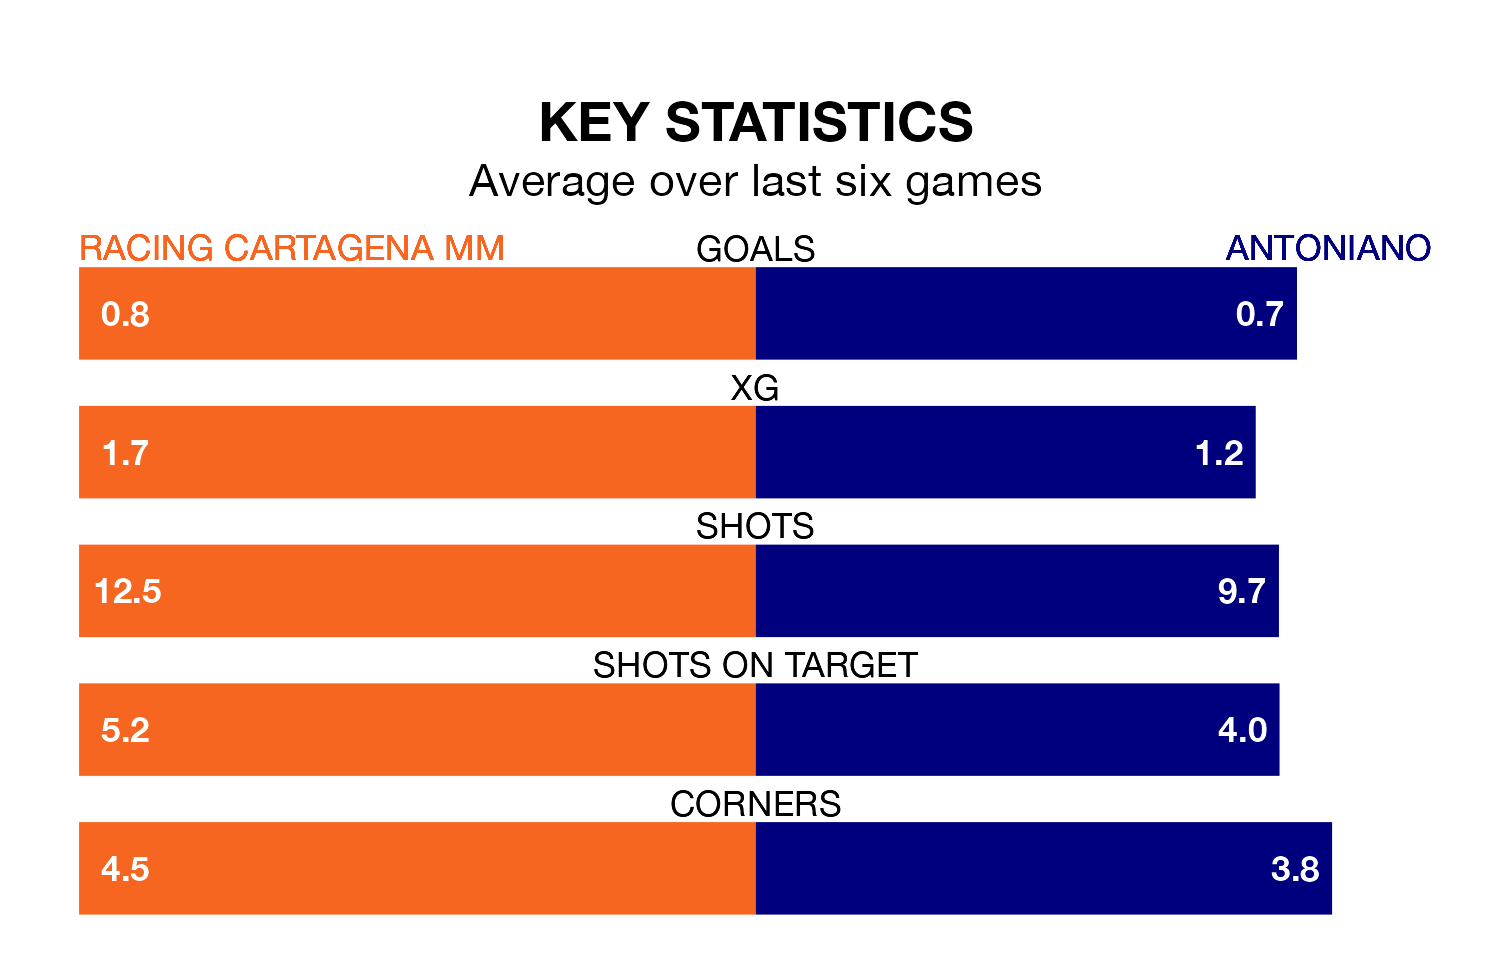 KEY STATISTICS
Average over last six games
RACING CARTAGENA MM GOALS ANTONIANO
0.8 0.7
XG
1.7 1.2
SHOTS
12.5 9.7
SHOTS ON TARGET
5.2 4.0
CORNERS
4.5 3.8